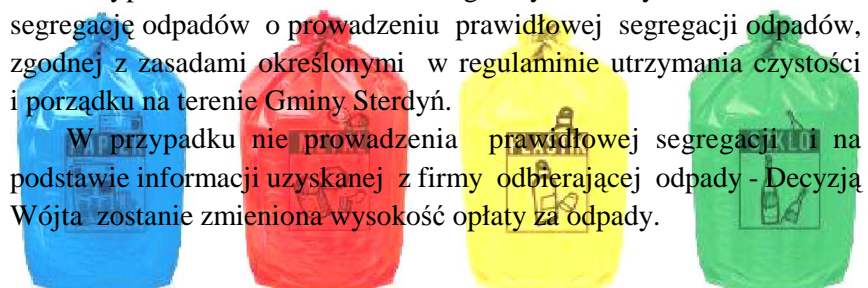 segregację odpadów o prowadzeniu prawidłowej segregacji odpadów,
zgodnej z zasadami określonymi w regulaminie utrzymania czystości
i porządku na terenie Gminy Sterdyń.
W przypadku nie prowadzenia prawidłowej segregacji i na
podstawie informacji uzyskanej z firmy odbierającej odpady - Decyzją
Wójta zostanie zmieniona wysokość opłaty za odpady.